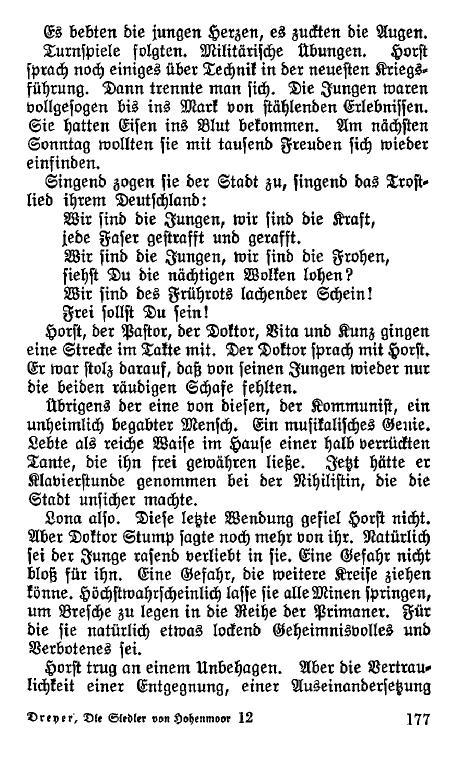 Es bebten die jungen Herzen, es zuckten die Augen.
Turnspiele folgten. Militärische Übungen. Horst
sprach noch einiges über Technik in der neuesten Kriegs-
führung. Dann trennte man sich. Die Jungen waren
vollgesogen bis ins Mark von stählenden Erlebnissen.
Sie hatten Eisen ins Blut bekommen. Am nächsten
Sonntag wollten sie mit tausend Freuden sich wieder
einfinden.
Singend zogen sie der Stadt zu, singend das Trost-
lied ihrem Deutschland:
Wir sind die Jungen, wir sind die Kraft,
jede Faser gestrafft und gerafft.
Wir sind die Jungen, wir sind die Frohen,
siehst Du die nächtigen Wolken lohen?
Wir sind des Frührots lachender Schein!
Frei sollst Du sein!
Horst, der Pastor, der Doktor, Vita und Kunz gingen
eine Strecke im Takte mit. Der Doktor sprach mit Horst.
Er war stolz darauf, daß von seinen Jungen wieder nur
die beiden räudigen Schafe fehlten.
Übrigens der eine von diesen, der Kommunist, ein
unheimlich begabter Mensch. Ein musikalisches Genie.
Lebte als reiche Waise im Hause einer halb verrückten
Tante, die ihn frei gewähren ließe. Jetzt hätte er
Klavierstunde genommen bei der Nihilistin, die die
Stadt unsicher machte.
Lona also. Diese letzte Wendung gefiel Horst nicht.
Aber Doktor Stump sagte noch mehr von ihr. Natürlich
sei der Junge rasend verliebt in sie. Eine Gefahr nicht
bloß für ihn. Eine Gefahr, die weitere Kreise ziehen
könne. Höchstwahrscheinlich lasse sie alle Minen springen,
um Bresche zu legen in die Reihe der Primaner. Für
die sie natürlich etwas lockend Geheimnisvolles und
Verbotenes sei.
Horst trug an einem Unbehagen. Aber die Vertrau-
lichkeit einer Entgegnung, einer Auseinandersetzung
Dreyer, Die Siedler von Hohenmoor 12
177